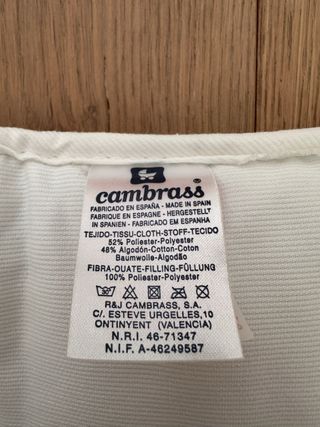 cambrass®
FABRICADO EN ESPAÑA - MADE IN SPAIN
FABRIQUE EN ESPAGNE - HERGESTELLT
IN SPANIEN - FABRICADO EM ESPANHA
TEJIDO-TISSU-CLOTH-STOFF-TECIDO
52% Poliester-Polyester
48% Algodón-Cotton-Coton
Baumwolle-Algodon
FIBRA-OUATE-FILLING-FÜLLUNG
100% Poliester-Polyester
R&J CAMBRASS, S.A.
C/. ESTEVE URGELLES,10
ONTINYENT (VALENCIA)
N.R.I. 46-71347
N.I.F. A-46249587